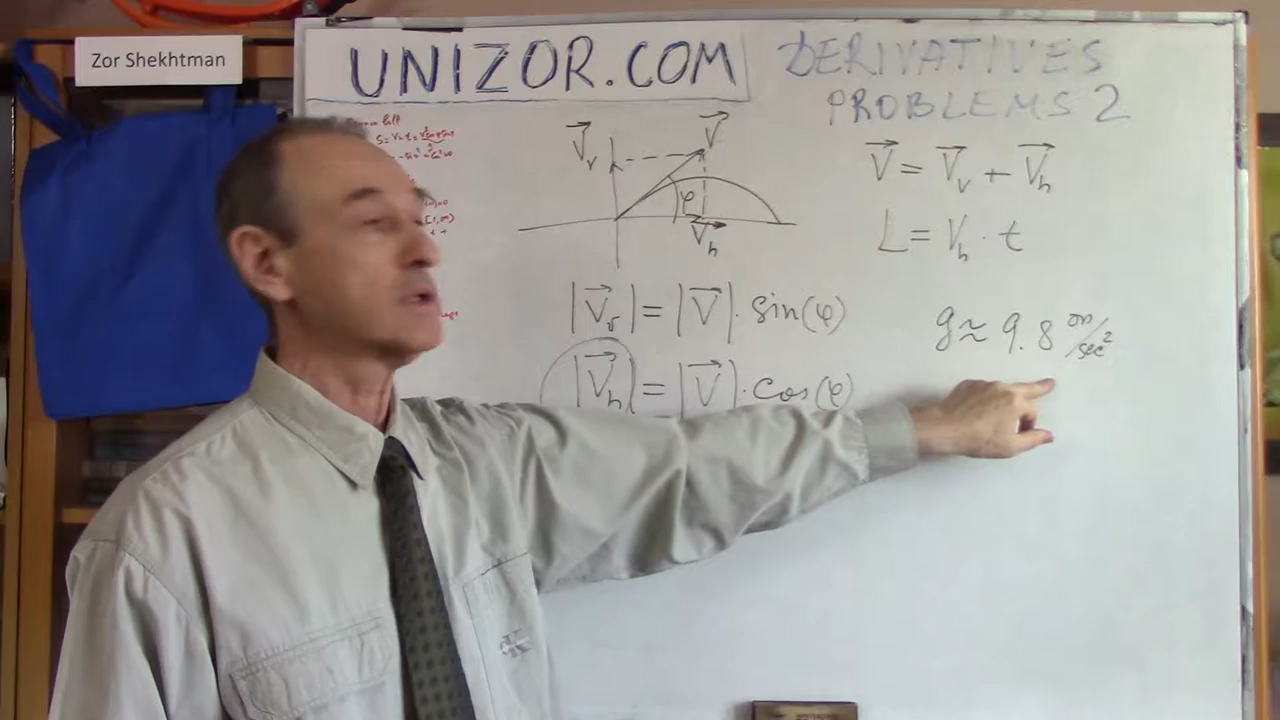 Zor Shekhtman
UNIZOR.COM
DERIVATIVES
PROBLEMS 2
V⃗ᵥ
V⃗
φ
V⃗ₕ
V⃗ = V⃗ᵥ + V⃗ₕ
L = Vₕ · t
|V⃗ᵥ| = |V⃗| · sin(φ)
|V⃗ₕ| = |V⃗| · cos(φ)
g ≈ 9.8 m/sec²